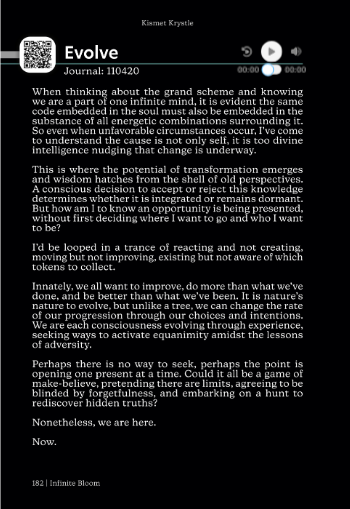 Kismet Krystle
Evolve
Journal: 110420
00:00
00:00
When thinking about the grand scheme and knowing
we are a part of one infinite mind, it is evident the same
code embedded in the soul must also be embedded in the
substance of all energetic combinations surrounding it.
So even when unfavorable circumstances occur, I've come
to understand the cause is not only self, it is too divine
intelligence nudging that change is underway.
This is where the potential of transformation emerges
and wisdom hatches from the shell of old perspectives.
A conscious decision to accept or reject this knowledge
determines whether it is integrated or remains dormant.
But how am I to know an opportunity is being presented,
without first deciding where I want to go and who I want
to be?
I'd be looped in a trance of reacting and not creating,
moving but not improving, existing but not aware of which
tokens to collect.
Innately, we all want to improve, do more than what we've
done, and be better than what we've been. It is nature's
nature to evolve, but unlike a tree, we can change the rate
of our progression through our choices and intentions.
We are each consciousness evolving through experience,
seeking ways to activate equanimity amidst the lessons
of adversity.
Perhaps there is no way to seek, perhaps the point is
opening one present at a time. Could it all be a game of
make-believe, pretending there are limits, agreeing to be
blinded by forgetfulness, and embarking on a hunt to
rediscover hidden truths?
Nonetheless, we are here.
Now.
182 | Infinite Bloom